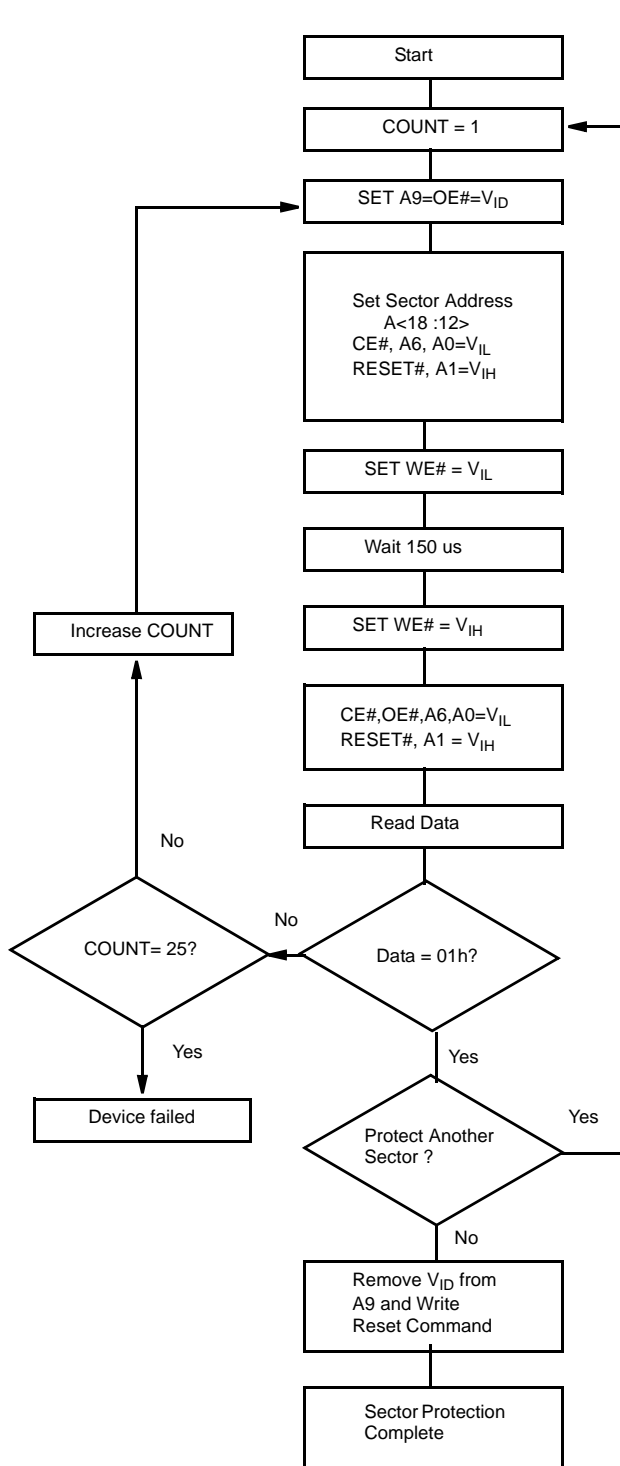 Start
COUNT = 1
SET A9=OE#=VID
Set Sector Address
A<18 :12>
CE#, A6, A0=VIL
RESET#, A1=VIH
SET WE# = VIL
Wait 150 us
Increase COUNT
SET WE# = VIH
CE#,OE#,A6,A0=VIL
RESET#, A1 = VIH
Read Data
No
No
COUNT= 25?
Data = 01h?
Yes
Yes
Device failed
Protect Another
Sector ?
Yes
No
Remove VID from
A9 and Write
Reset Command
Sector Protection
Complete